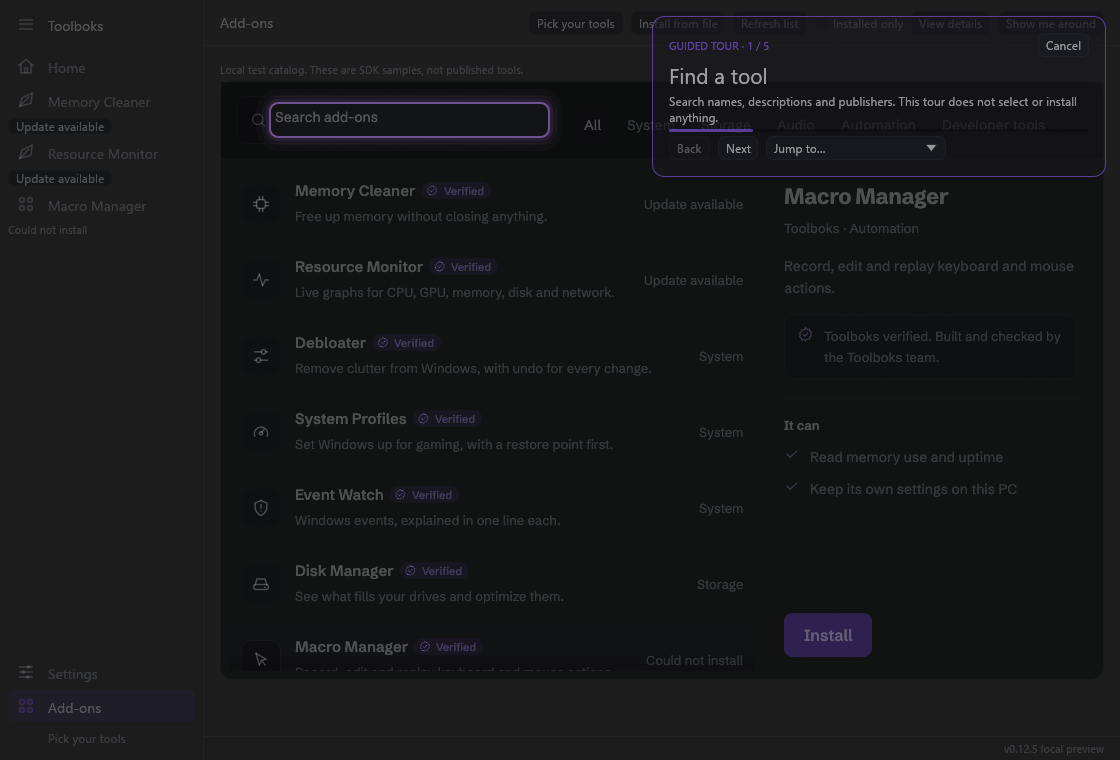 Toolboks
Home
Memory Cleaner
Update available
Resource Monitor
Update available
Macro Manager
Could not install
Settings
Add-ons
Pick your tools
Add-ons
Pick your tools
Install from file
Refresh list
Installed only
View details
Show me around
Local test catalog. These are SDK samples, not published tools.
Search add-ons
All
System
Storage
Audio
Automation
Developer tools
GUIDED TOUR · 1 / 5
Cancel
Find a tool
Search names, descriptions and publishers. This tour does not select or install
anything.
Back
Next
Jump to...
Memory Cleaner
Verified
Free up memory without closing anything.
Update available
Resource Monitor
Verified
Live graphs for CPU, GPU, memory, disk and network.
Update available
Debloater
Verified
Remove clutter from Windows, with undo for every change.
System
System Profiles
Verified
Set Windows up for gaming, with a restore point first.
System
Event Watch
Verified
Windows events, explained in one line each.
System
Disk Manager
Verified
See what fills your drives and optimize them.
Storage
Macro Manager
Verified
Record, edit and replay keyboard and mouse actions.
Could not install
Macro Manager
Toolboks · Automation
Record, edit and replay keyboard and mouse
actions.
Toolboks verified. Built and checked by
the Toolboks team.
It can
Read memory use and uptime
Keep its own settings on this PC
Install
v0.12.5 local preview